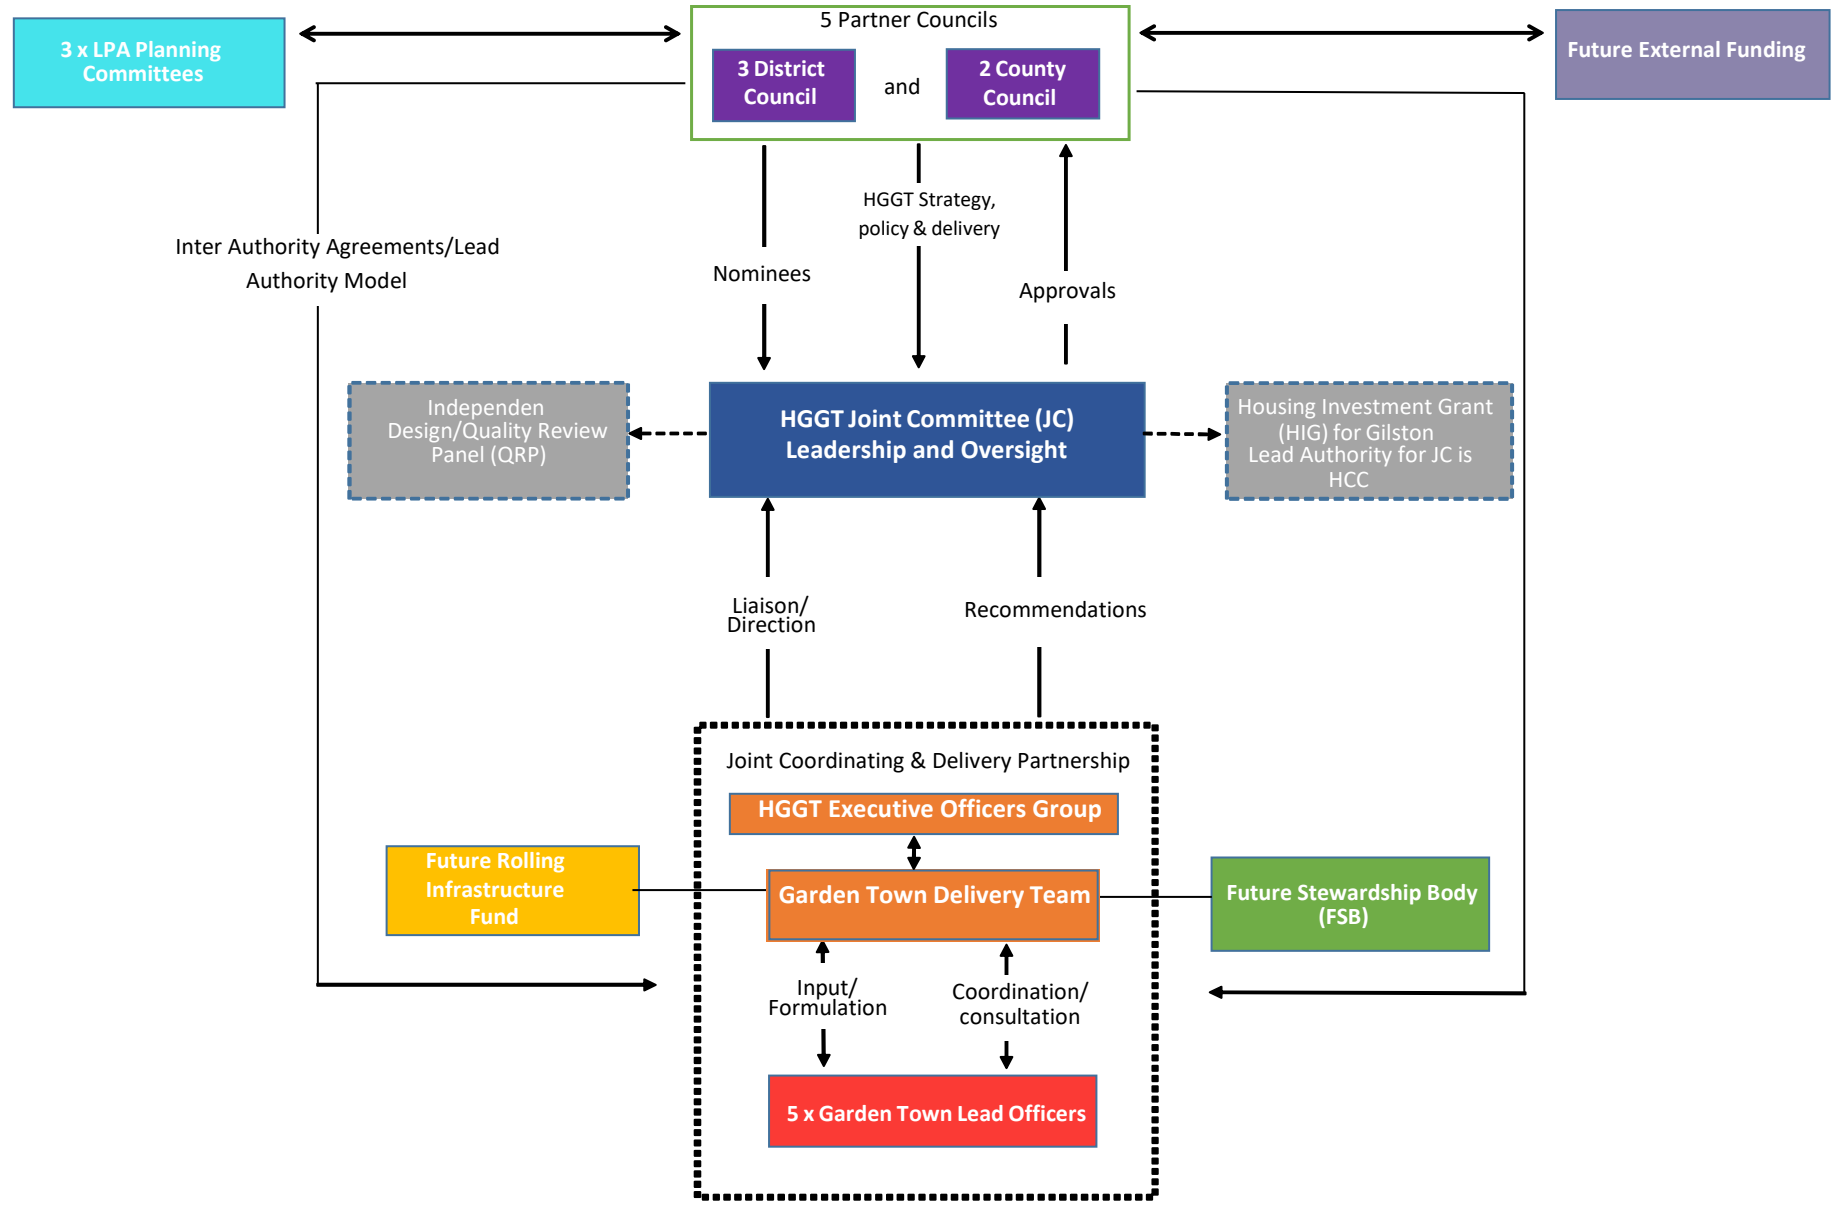 5 Partner Councils
3 x LPA Planning
Committees
3 District
Council
and
2 County
Council
Future External Funding
HGGT Strategy,
policy & delivery
Inter Authority Agreements/Lead
Authority Model
Nominees
Approvals
Independen
Design/Quality Review
Panel (QRP)
HGGT Joint Committee (JC)
Leadership and Oversight
Housing Investment Grant
(HIG) for Gilston
Lead Authority for JC is
HCC
Liaison/
Direction
Recommendations
Joint Coordinating & Delivery Partnership
HGGT Executive Officers Group
Future Rolling
Infrastructure
Fund
Garden Town Delivery Team
Future Stewardship Body
(FSB)
Input/
Formulation
Coordination/
consultation
5 x Garden Town Lead Officers